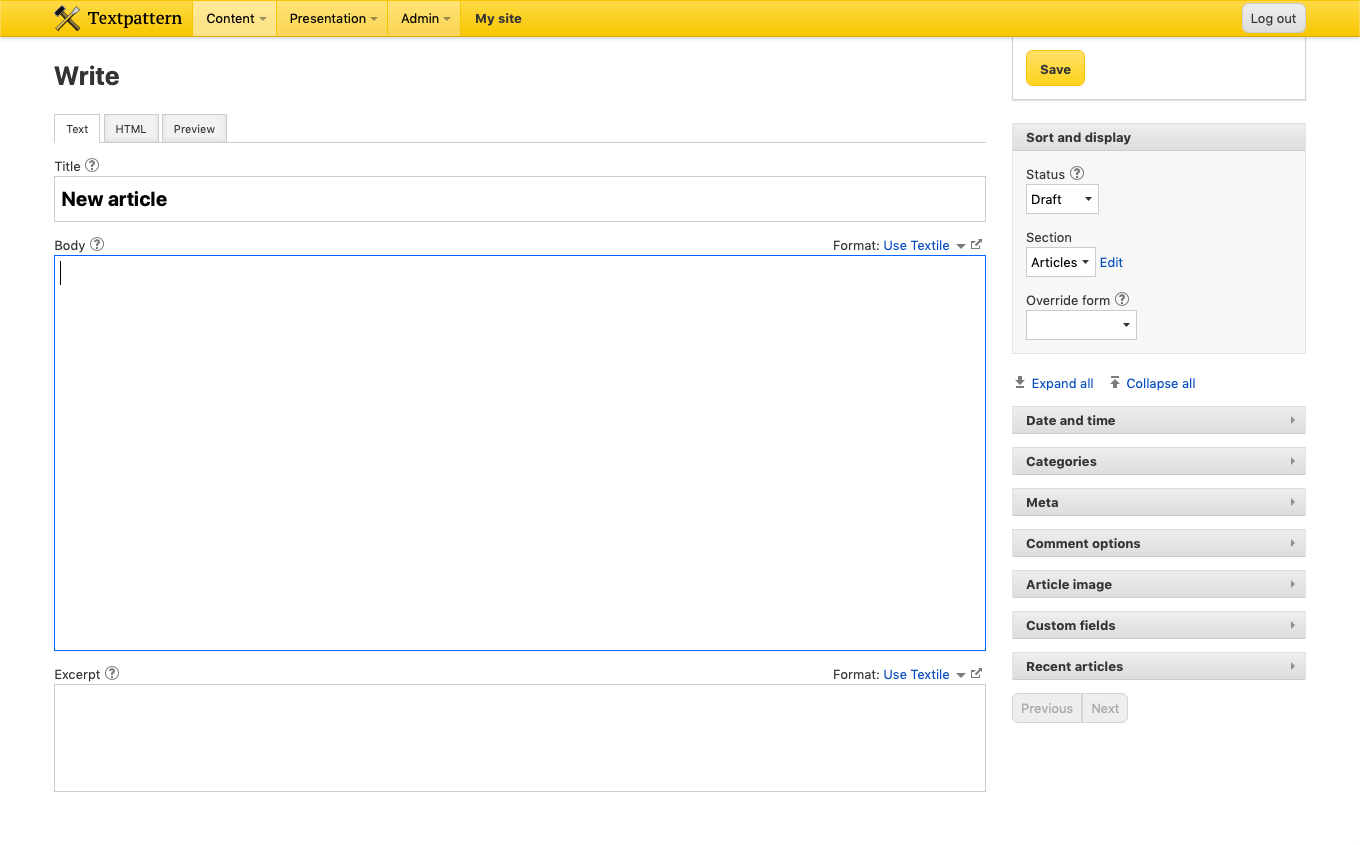 Textpattern Content Presentation Admin My site Log out
Write
Save
Text HTML Preview
Sort and display
Title
Status
New article
Draft
Section
Body Format: Use Textile
Articles Edit
Override form
Expand all Collapse all
Date and time
Categories
Meta
Comment options
Article image
Custom fields
Recent articles
Excerpt Format: Use Textile
Previous Next